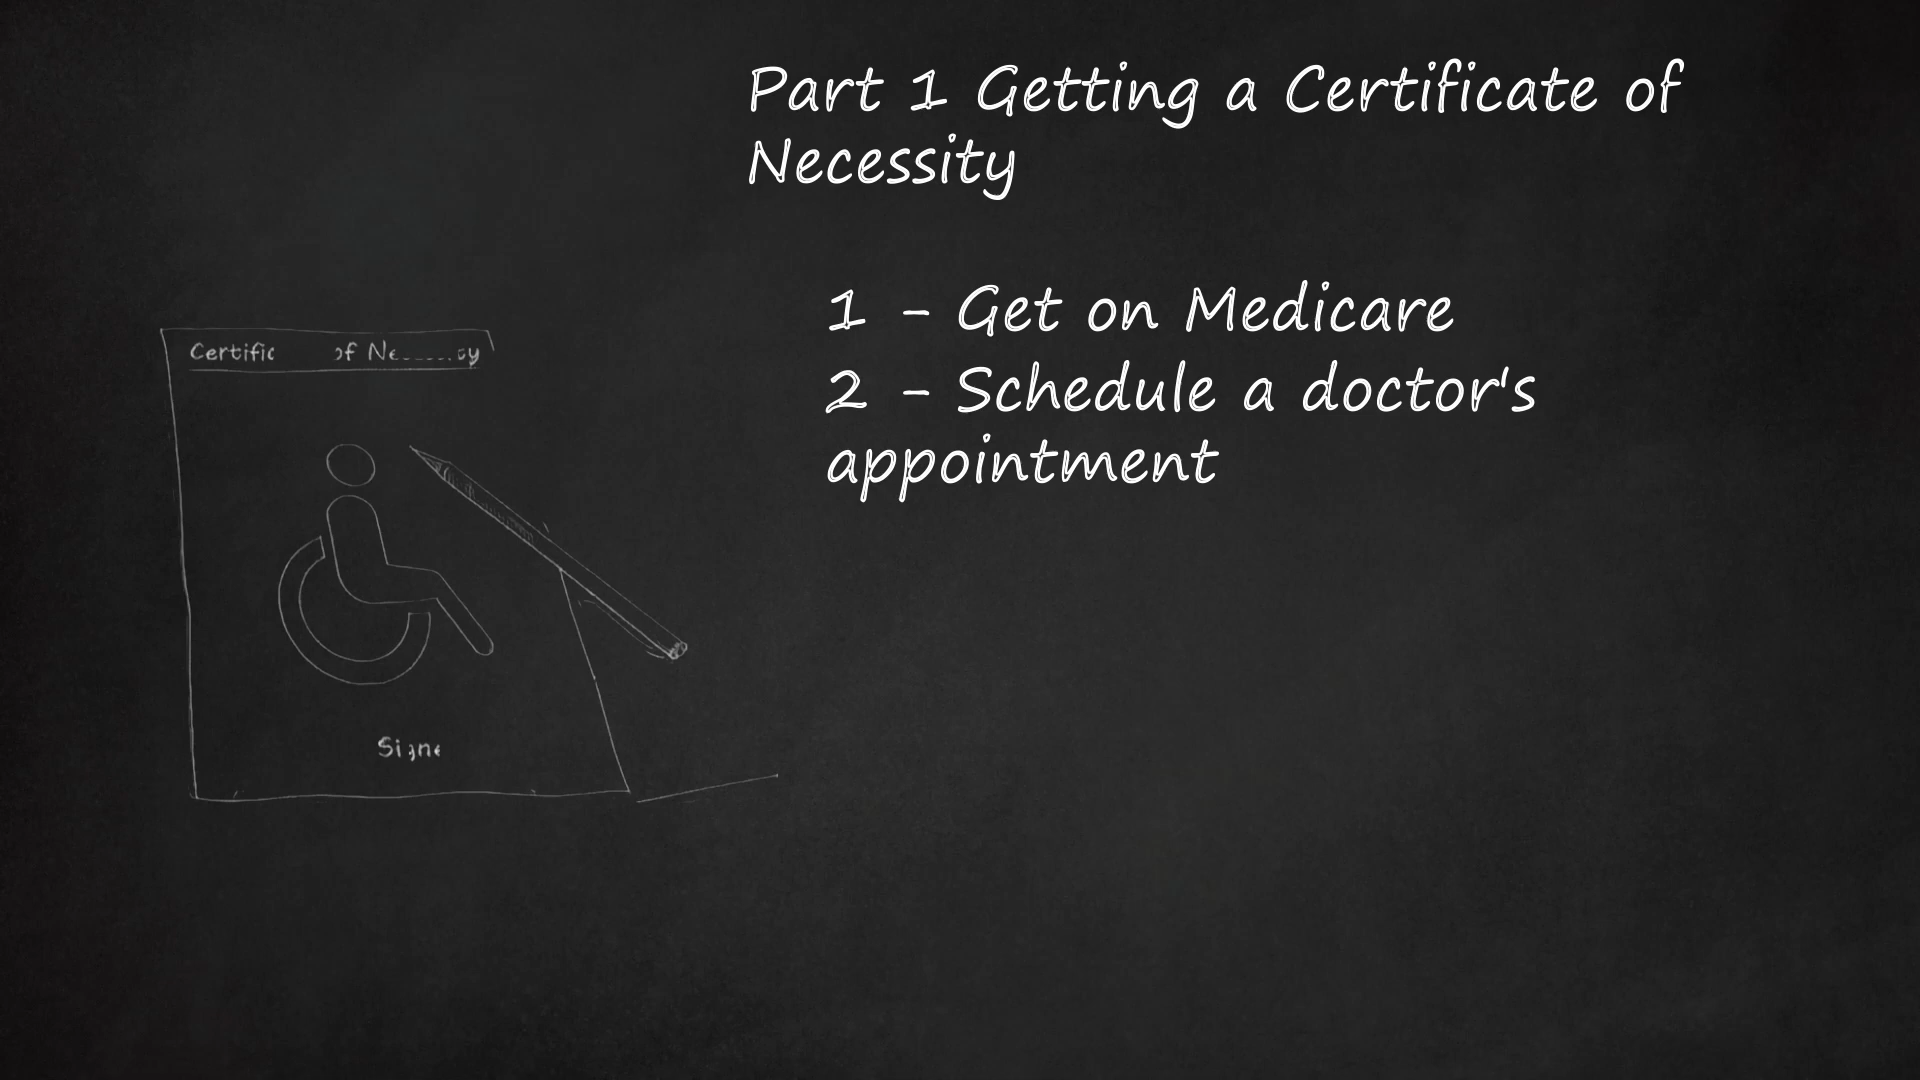 Part 1 Getting a Certificate of
Necessity
1 - Get on Medicare
2 - Schedule a doctor's
appointment